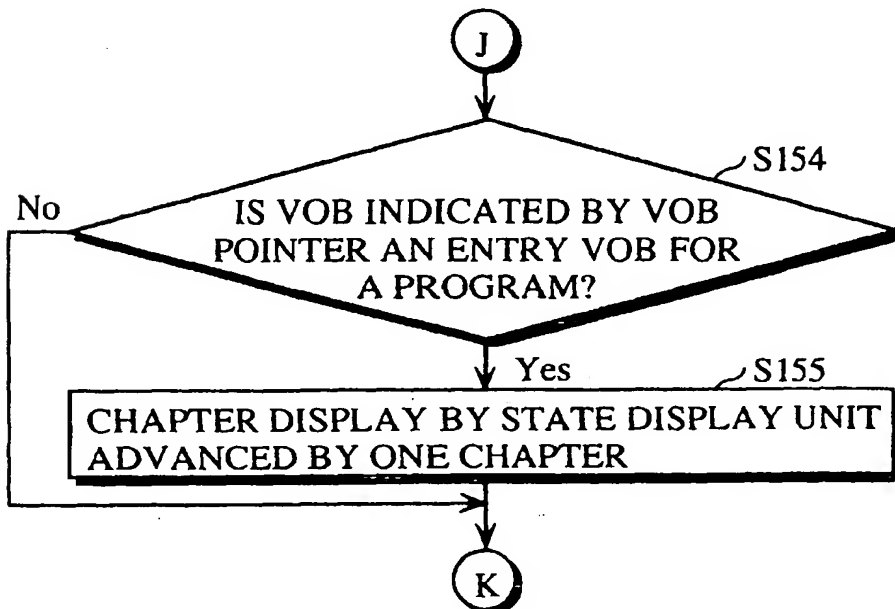 J
S154
No
IS VOB INDICATED BY VOB
POINTER AN ENTRY VOB FOR
A PROGRAM?
Yes
S155
CHAPTER DISPLAY BY STATE DISPLAY UNIT
ADVANCED BY ONE CHAPTER
K